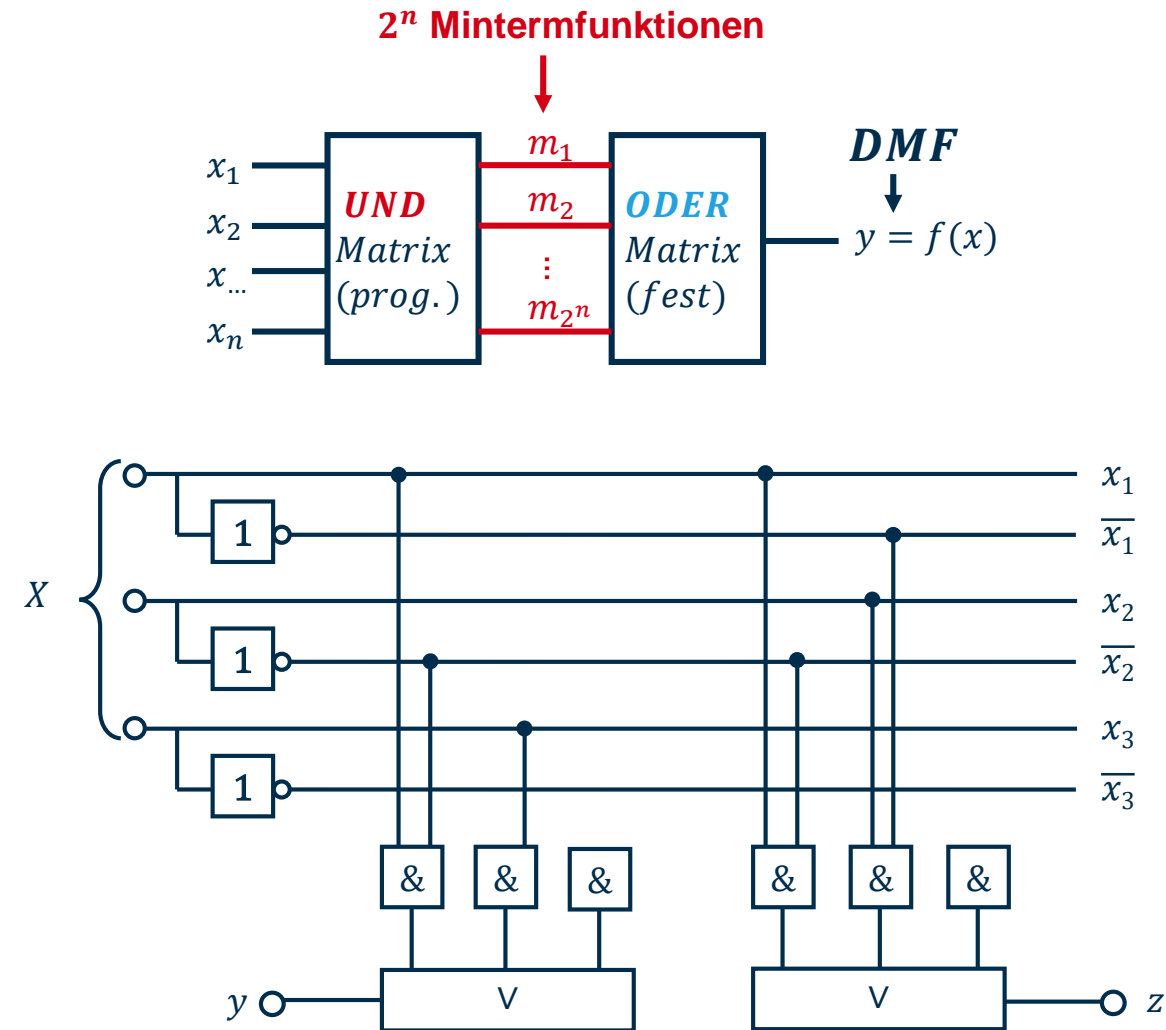 2ⁿ Mintermfunktionen
x₁
x₂
x…
xₙ
UND
Matrix
(prog.)
m₁
m₂
⋮
m₂ⁿ
ODER
Matrix
(fest)
DMF
y = f(x)
X
x₁
1
x̅₁
x₂
1
x̅₂
x₃
1
x̅₃
& & & & & &
y V V z